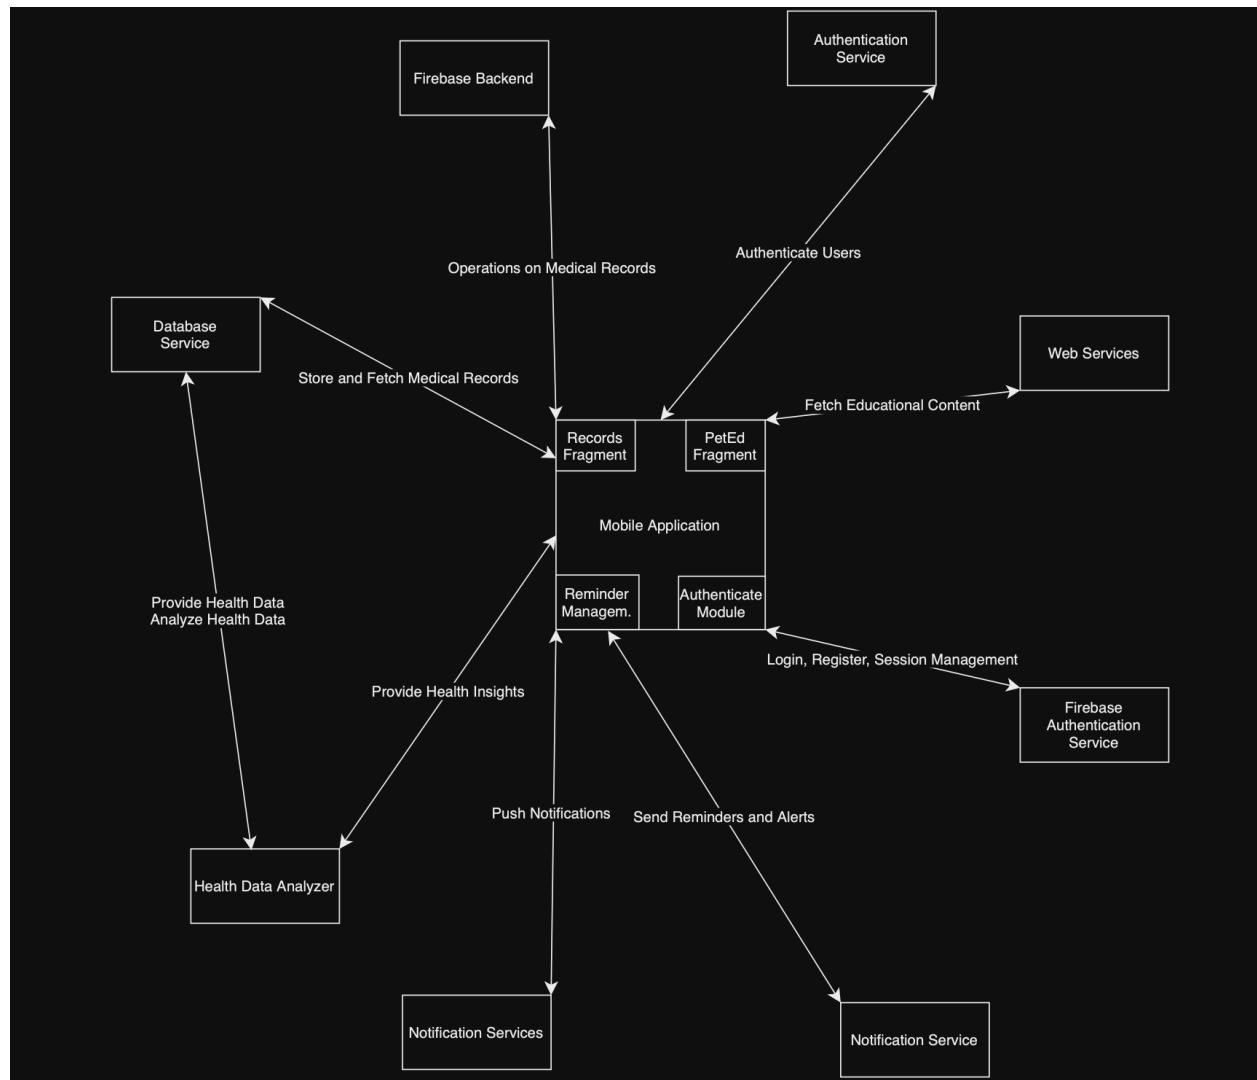 Authentication
Service
Firebase Backend
Authenticate Users
Operations on Medical Records
Database
Service
Web Services
Store and Fetch Medical Records
Fetch Educational Content
Records
Fragment
PetEd
Fragment
Mobile Application
Reminder
Managem.
Authenticate
Module
Provide Health Data
Analyze Health Data
Login, Register, Session Management
Provide Health Insights
Firebase
Authentication
Service
Push Notifications
Send Reminders and Alerts
Health Data Analyzer
Notification Services
Notification Service